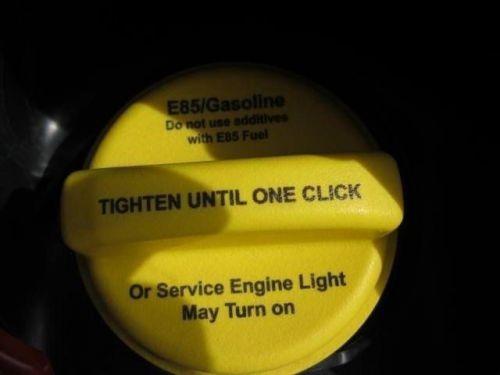 E85/Gasoline
Do not use additives
with E85 Fuel
TIGHTEN UNTIL ONE CLICK
Or Service Engine Light
May Turn on